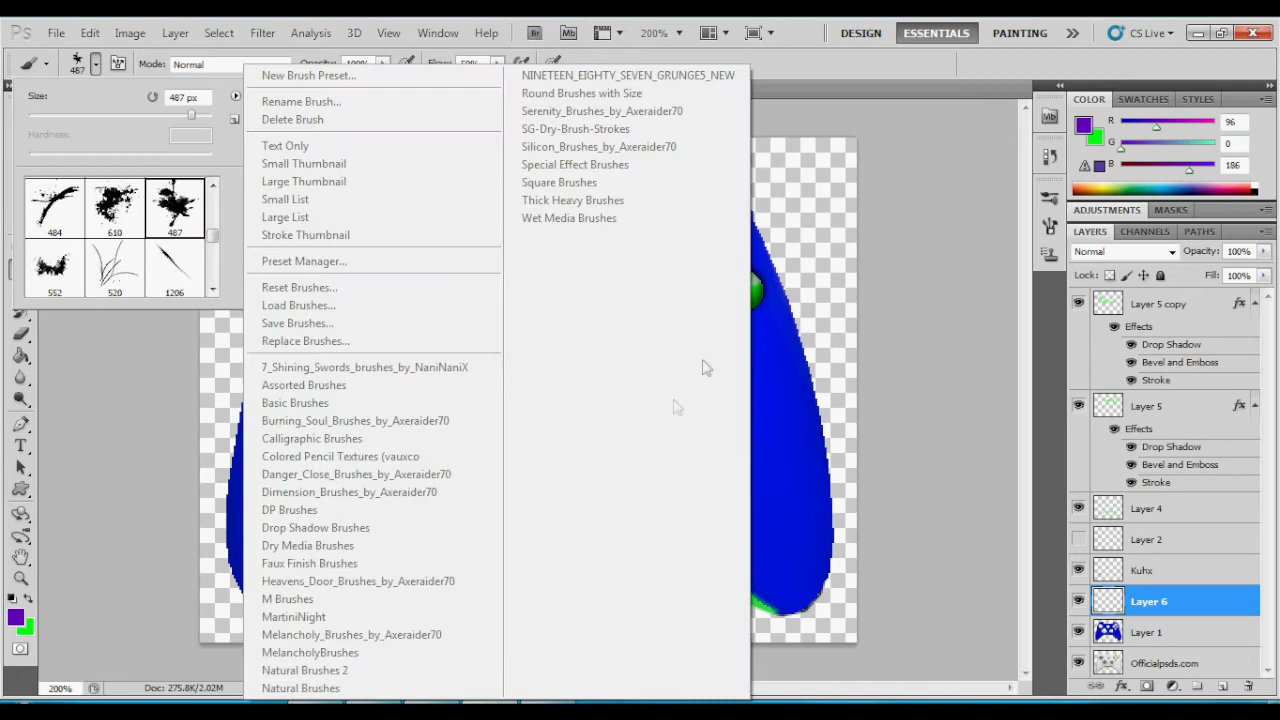 Ps File Edit Image Layer Select Filter Analysis 3D View Window Help Br Mb 200% DESIGN ESSENTIALS PAINTING CS Live
487 Mode: Normal
Size: 487 px
Hardness:
484 610 487
552 520 1206
New Brush Preset...
Rename Brush...
Delete Brush
Text Only
Small Thumbnail
Large Thumbnail
Small List
Large List
Stroke Thumbnail
Preset Manager...
Reset Brushes...
Load Brushes...
Save Brushes...
Replace Brushes...
7_Shining_Swords_brushes_by_NaniNaniX
Assorted Brushes
Basic Brushes
Burning_Soul_Brushes_by_Axeraider70
Calligraphic Brushes
Colored Pencil Textures (vauxco
Danger_Close_Brushes_by_Axeraider70
Dimension_Brushes_by_Axeraider70
DP Brushes
Drop Shadow Brushes
Dry Media Brushes
Faux Finish Brushes
Heavens_Door_Brushes_by_Axeraider70
M Brushes
MartiniNight
Melancholy_Brushes_by_Axeraider70
MelancholyBrushes
Natural Brushes 2
Natural Brushes
NINETEEN_EIGHTY_SEVEN_GRUNGE5_NEW
Round Brushes with Size
Serenity_Brushes_by_Axeraider70
SG-Dry-Brush-Strokes
Silicon_Brushes_by_Axeraider70
Special Effect Brushes
Square Brushes
Thick Heavy Brushes
Wet Media Brushes
COLOR SWATCHES STYLES
R 96
G 0
B 186
ADJUSTMENTS MASKS
LAYERS CHANNELS PATHS
Normal Opacity: 100%
Lock: Fill: 100%
Layer 5 copy fx
Effects
Drop Shadow
Bevel and Emboss
Stroke
Layer 5 fx
Effects
Drop Shadow
Bevel and Emboss
Stroke
Layer 4
Layer 2
Kuhx
Layer 6
Layer 1
Officialpsds.com
200% Doc: 275.8K/2.02M